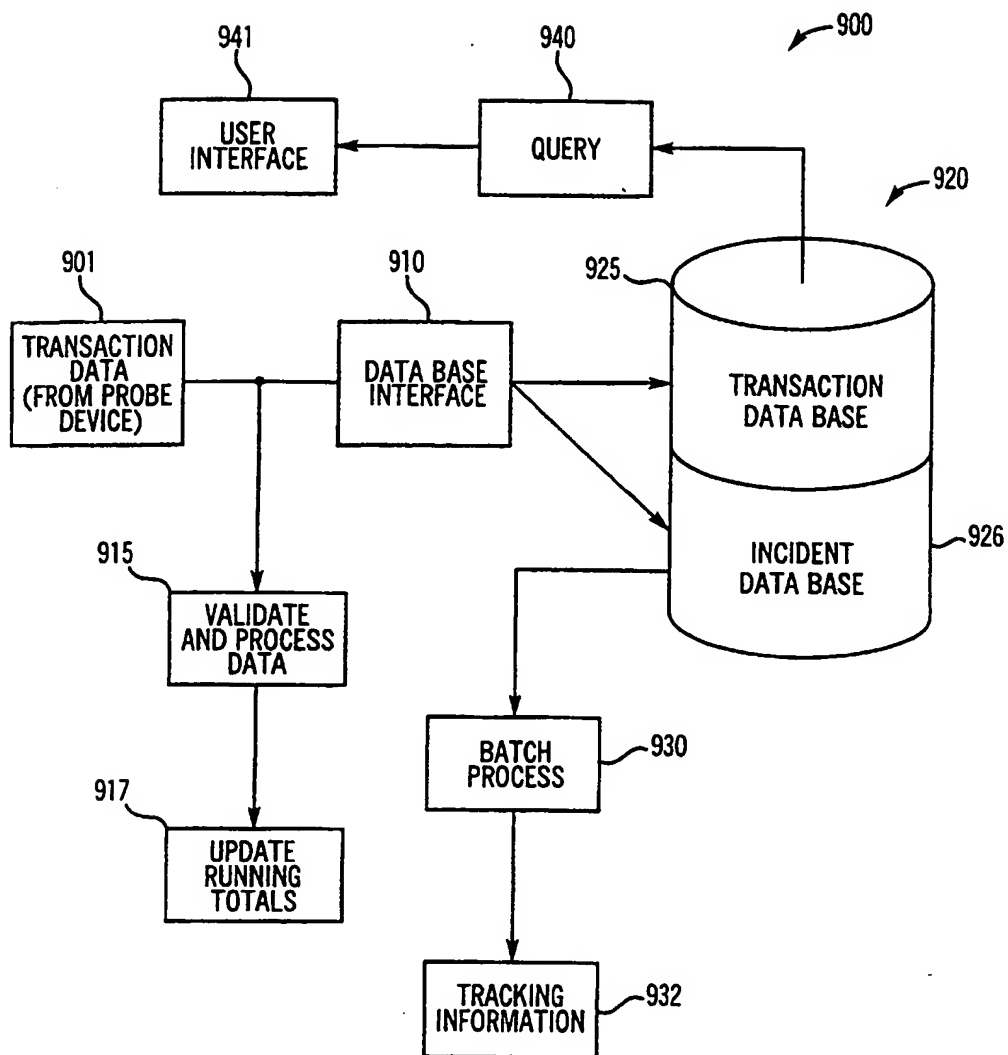 900
941
940
USER
INTERFACE
QUERY
920
901
910
925
TRANSACTION
DATA
(FROM PROBE
DEVICE)
DATA BASE
INTERFACE
TRANSACTION
DATA BASE
915
INCIDENT
DATA BASE
926
VALIDATE
AND PROCESS
DATA
BATCH
PROCESS
930
917
UPDATE
RUNNING
TOTALS
TRACKING
INFORMATION
932